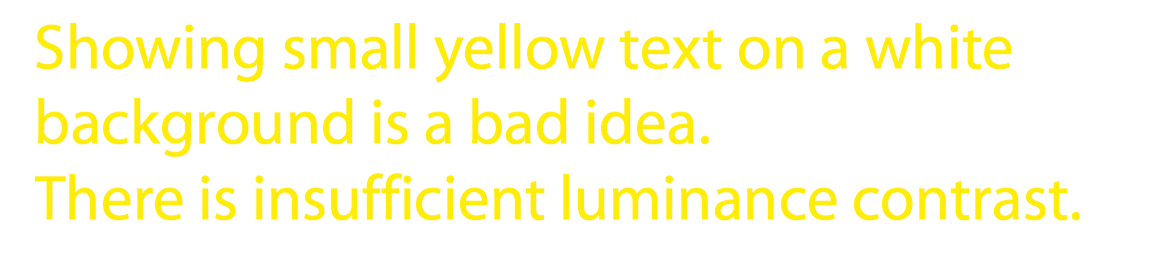 Showing small yellow text on a white
background is a bad idea.
There is insufficient luminance contrast.